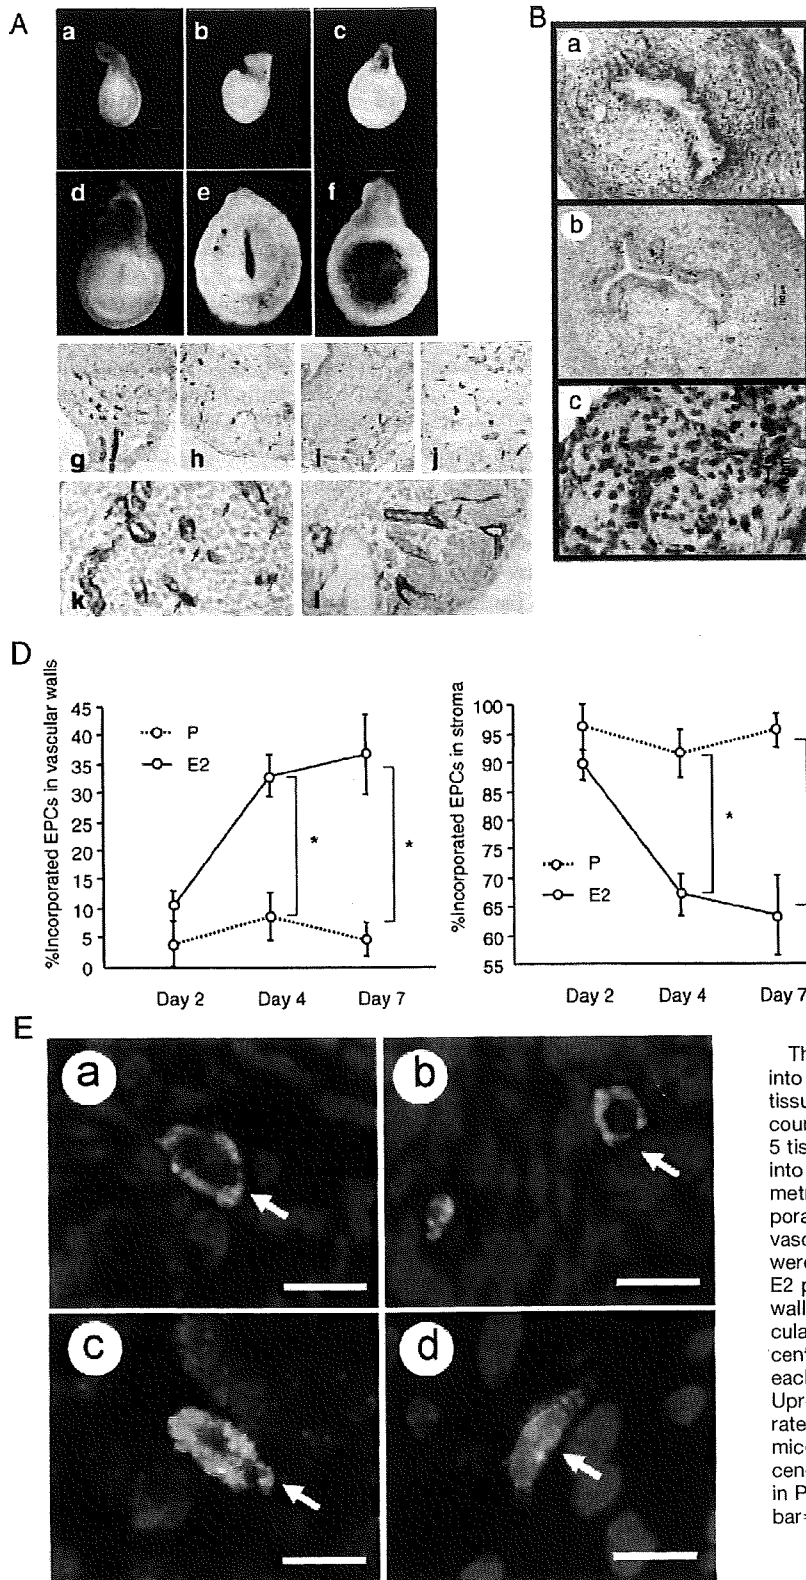 A
a
b
c
d
e
f
g
h
i
j
k
l
B
a
b
c
D
%Incorporated EPCs in vascular walls
45
40
35
30
25
20
15
10
5
0
P
E2
*
*
Day 2
Day 4
Day 7
%Incorporated EPCs in stroma
100
95
90
85
80
75
70
65
60
55
P
E2
*
Day 2
Day 4
Day 7
E
a
b
c
d
Th
into
tissu
coun
5 tis
into
metr
pora
vasc
were
E2 p
wall
cula
cent
each
Upr
rate
mic
cen
in P
bar=